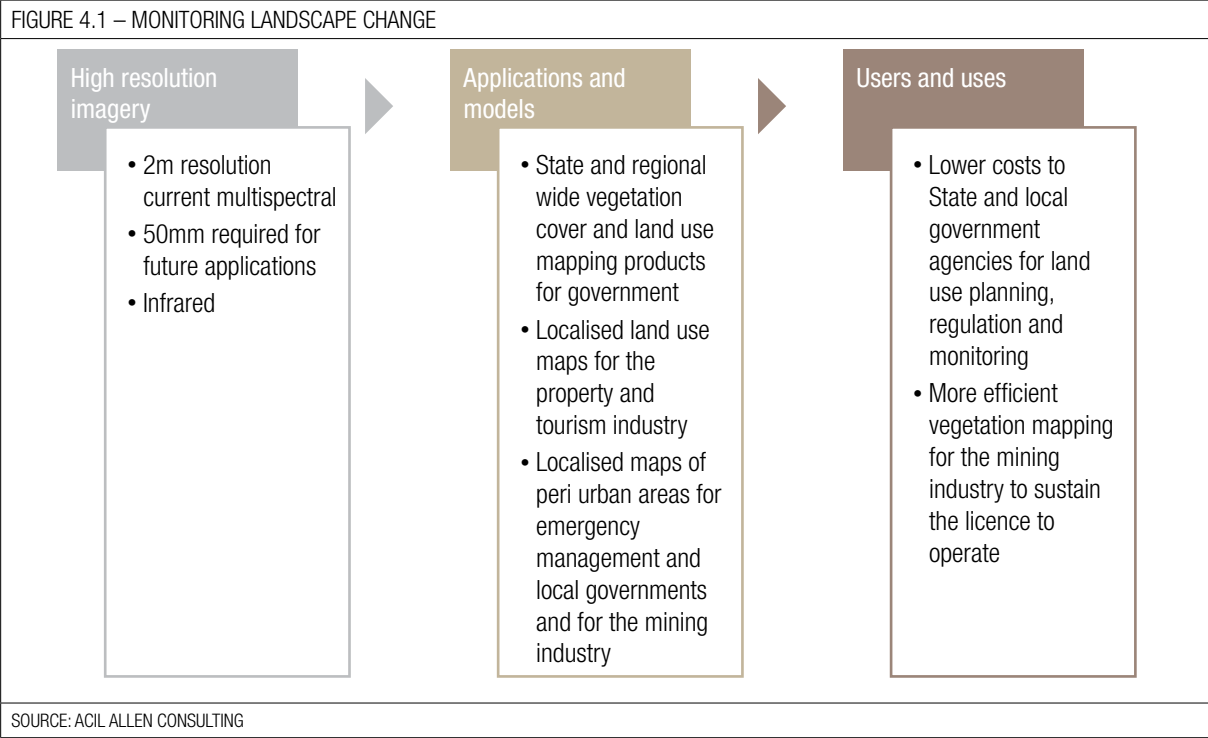 FIGURE 4.1 – MONITORING LANDSCAPE CHANGE
High resolution
imagery
• 2m resolution
current multispectral
• 50mm required for
future applications
• Infrared
Applications and
models
• State and regional
wide vegetation
cover and land use
mapping products
for government
• Localised land use
maps for the
property and
tourism industry
• Localised maps of
peri urban areas for
emergency
management and
local governments
and for the mining
industry
Users and uses
• Lower costs to
State and local
government
agencies for land
use planning,
regulation and
monitoring
• More efficient
vegetation mapping
for the mining
industry to sustain
the licence to
operate
SOURCE: ACIL ALLEN CONSULTING